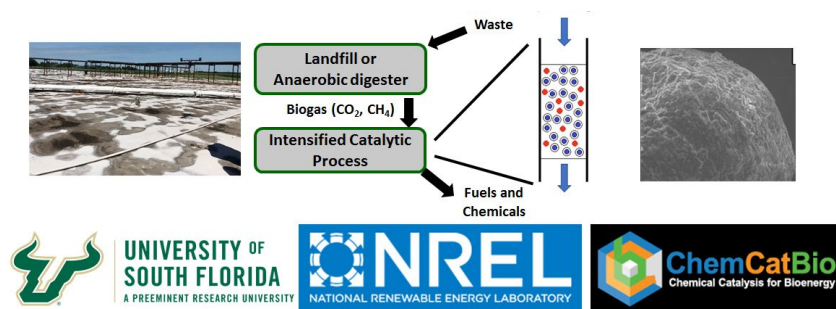 Waste
Landfill or
Anaerobic digester
Biogas (CO₂, CH₄)
Intensified Catalytic
Process
Fuels and
Chemicals
UNIVERSITY OF
SOUTH FLORIDA
A PREEMINENT RESEARCH UNIVERSITY
NREL
NATIONAL RENEWABLE ENERGY LABORATORY
ChemCatBio
Chemical Catalysis for Bioenergy